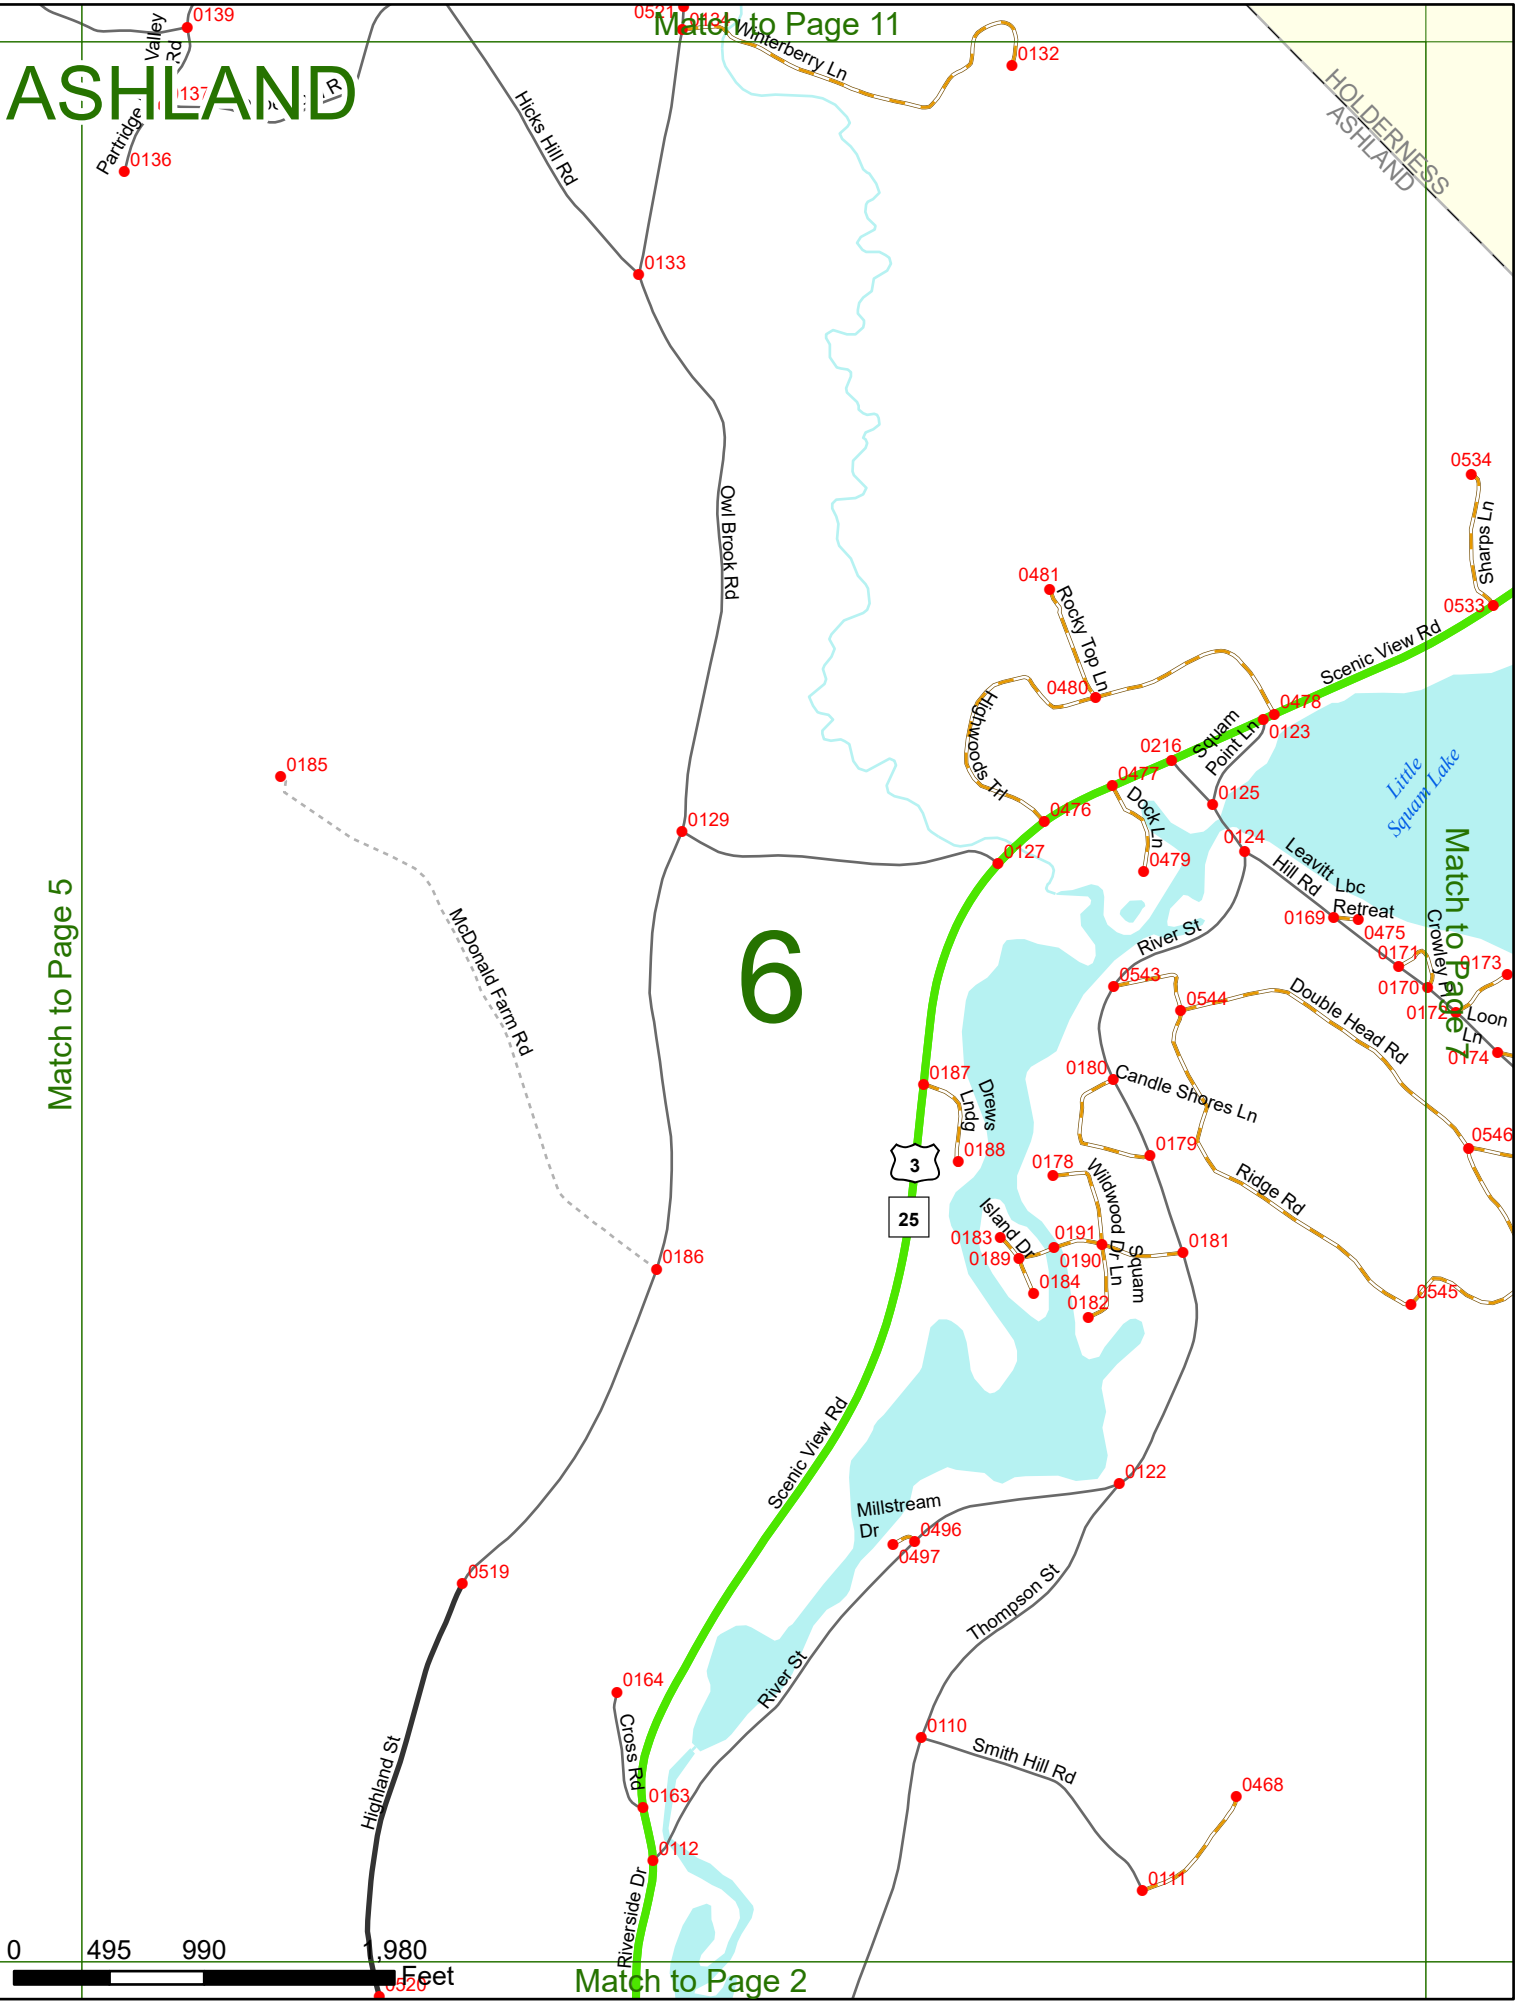 0139
0521
0134
Match to Page 11
Valley
Rd
Winterberry Ln
0132
ASHLAND
0137
R
HOLDERNESS
ASHLAND
Partridge
0136
Hicks Hill Rd
0133
Owl Brook Rd
0534
Sharps Ln
0533
0481
Rocky Top Ln
Scenic View Rd
0480
0478
Highwoods Trl
Squam
Point Ln
0123
0216
0477
0185
Little
Squam Lake
0125
Dock Ln
0476
0129
0124
0127
0479
Leavitt
Hill Rd
Lbc
Retreat
0169
0475
Match to Page 7
Match to Page 5
McDonald Farm Rd
6
River St
Crowley Pl
0171
0173
0543
0170
0544
Double Head Rd
0172
Loon
Ln
0174
0187
0180
Candle Shores Ln
Drews
Lndg
0179
0546
0188
3
0178
Wildwood Dr
Ridge Rd
25
Island Dr
0183
0191
0181
0189
0190
Squam
Ln
0186
0184
0182
0545
Scenic View Rd
0122
Millstream
Dr
0496
0497
0519
Thompson St
River St
0164
Cross Rd
0110
Smith Hill Rd
Highland St
0468
0163
0112
0111
Riverside Dr
0 495 990 1,980
Feet
0520
Match to Page 2